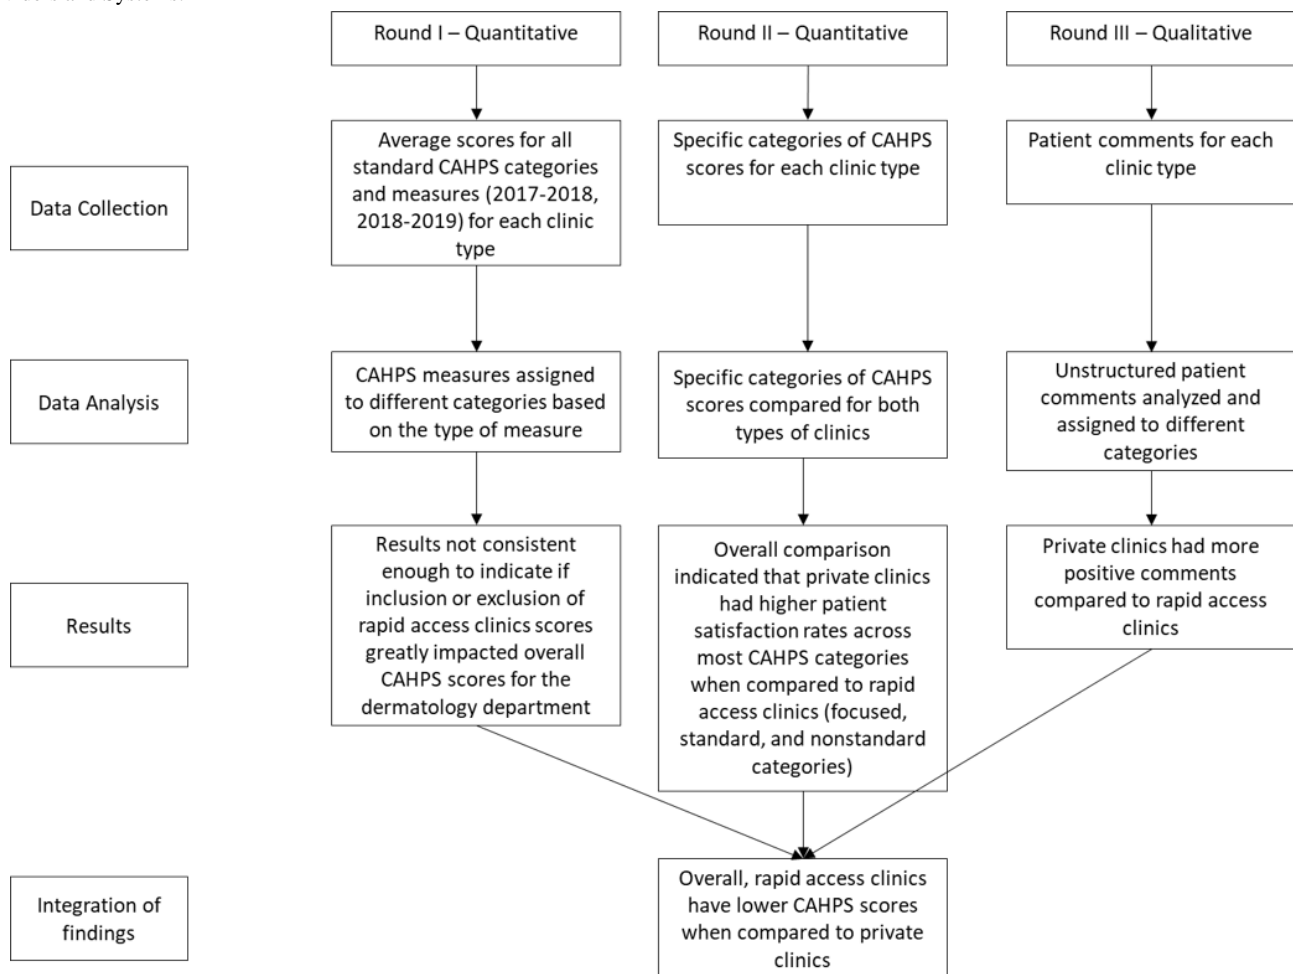 Round I – Quantitative
Round II – Quantitative
Round III – Qualitative
Data Collection
Average scores for all
standard CAHPS categories
and measures (2017-2018,
2018-2019) for each clinic
type
Specific categories of CAHPS
scores for each clinic type
Patient comments for each
clinic type
Data Analysis
CAHPS measures assigned
to different categories based
on the type of measure
Specific categories of CAHPS
scores compared for both
types of clinics
Unstructured patient
comments analyzed and
assigned to different
categories
Results
Results not consistent
enough to indicate if
inclusion or exclusion of
rapid access clinics scores
greatly impacted overall
CAHPS scores for the
dermatology department
Overall comparison
indicated that private clinics
had higher patient
satisfaction rates across
most CAHPS categories
when compared to rapid
access clinics (focused,
standard, and nonstandard
categories)
Private clinics had more
positive comments
compared to rapid access
clinics
Integration of
findings
Overall, rapid access clinics
have lower CAHPS scores
when compared to private
clinics